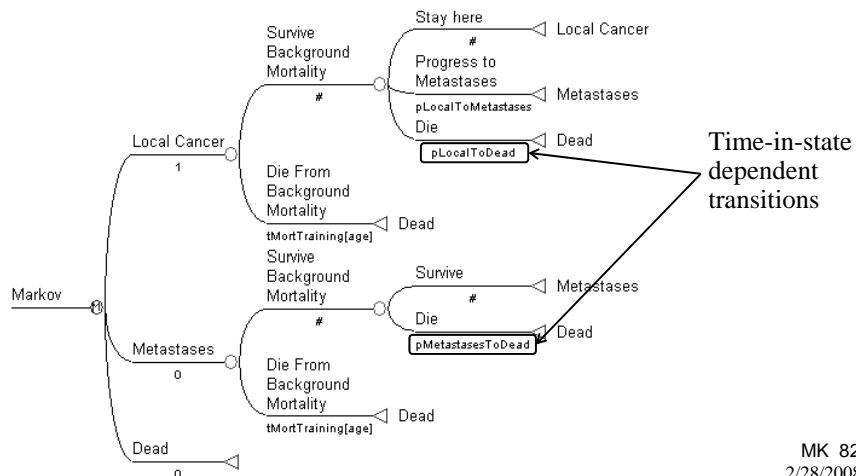 Stay here
#
Local Cancer
Survive
Background
Mortality
#
Progress to
Metastases
pLocalToMetastases
Metastases
Die
pLocalToDead
Dead
Local Cancer
1
Die From
Background
Mortality
tMortTraining[age]
Dead
Time-in-state
dependent
transitions
Markov
M
Survive
Background
Mortality
#
Survive
#
Metastases
Die
pMetastasesToDead
Dead
Metastases
0
Die From
Background
Mortality
tMortTraining[age]
Dead
Dead
0
MK 82
2/28/2008